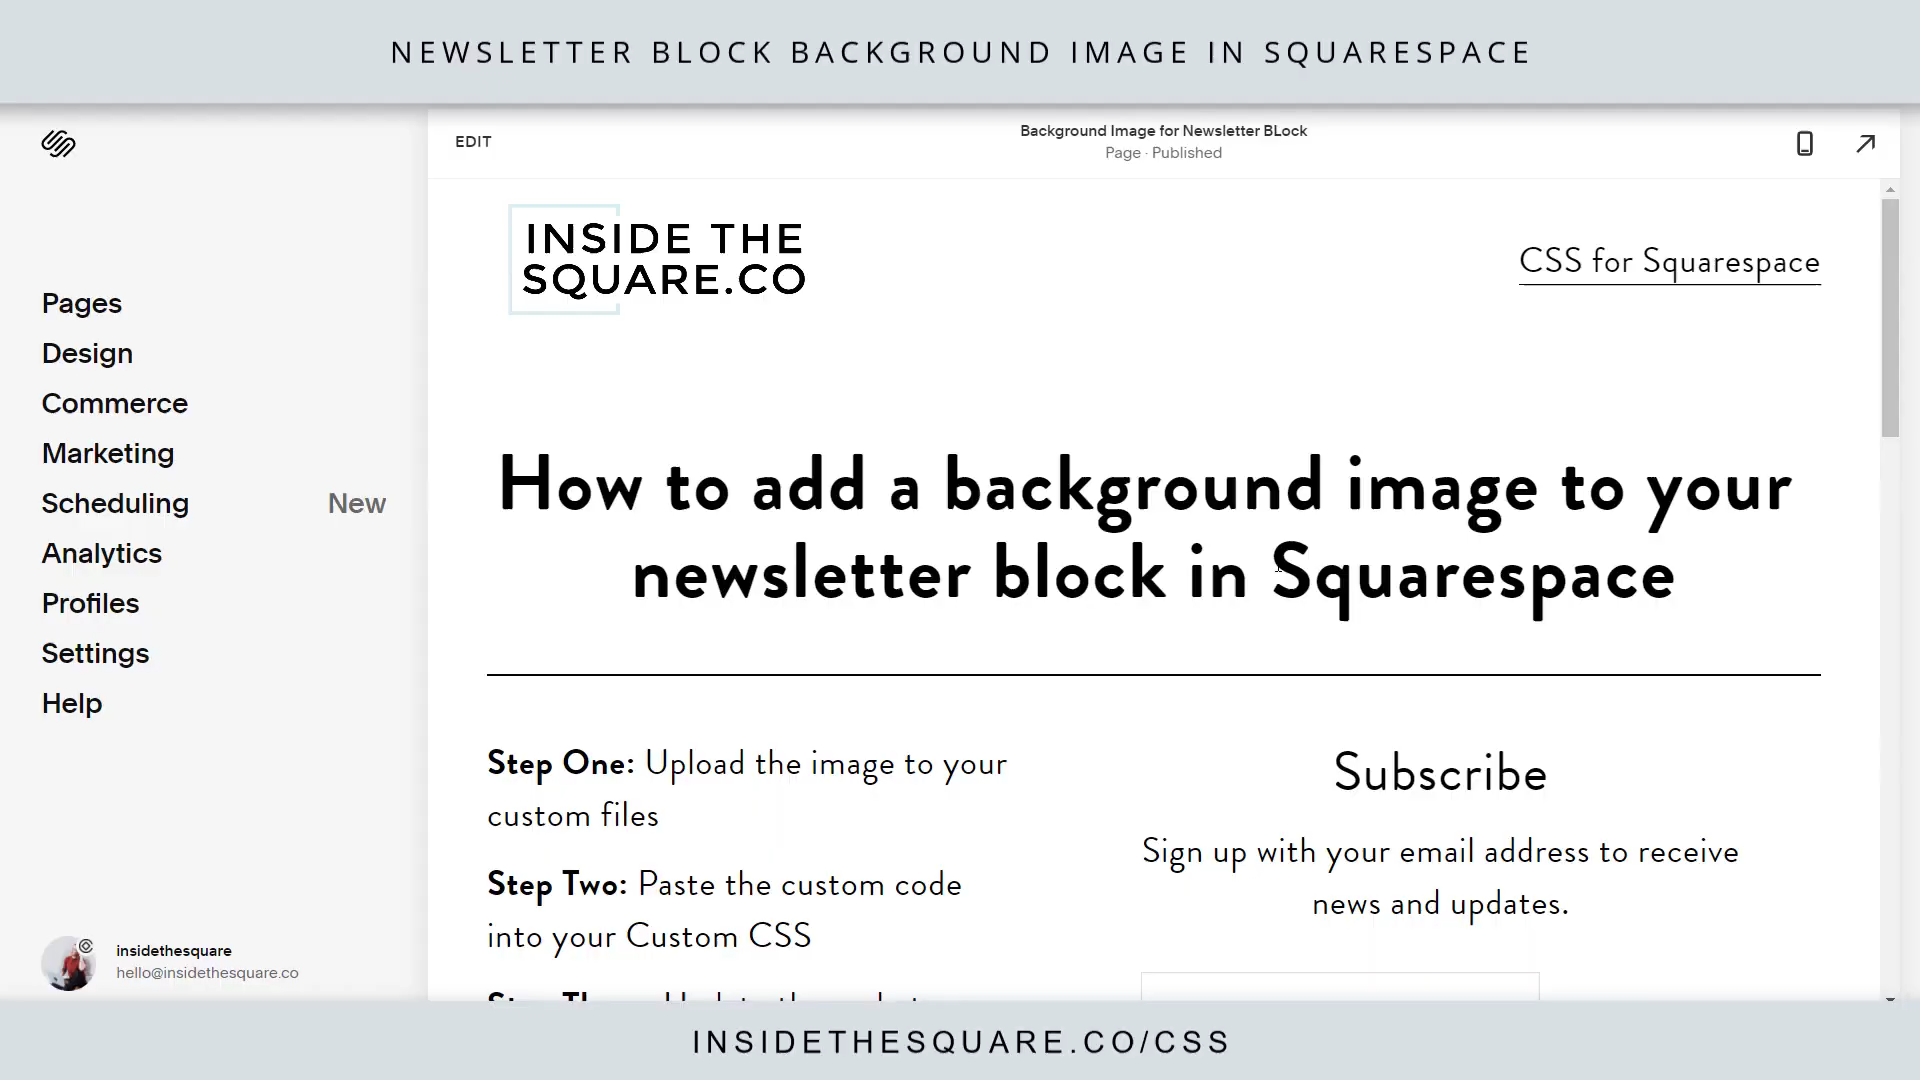 NEWSLETTER BLOCK BACKGROUND IMAGE IN SQUARESPACE
EDIT
Background Image for Newsletter BLock
Page · Published
INSIDE THE
SQUARE.CO
CSS for Squarespace
Pages
Design
Commerce
Marketing
Scheduling New
Analytics
Profiles
Settings
Help
How to add a background image to your
newsletter block in Squarespace
Step One: Upload the image to your
custom files
Step Two: Paste the custom code
into your Custom CSS
Subscribe
Sign up with your email address to receive
news and updates.
insidethesquare
hello@insidethesquare.co
INSIDETHESQUARE.CO/CSS